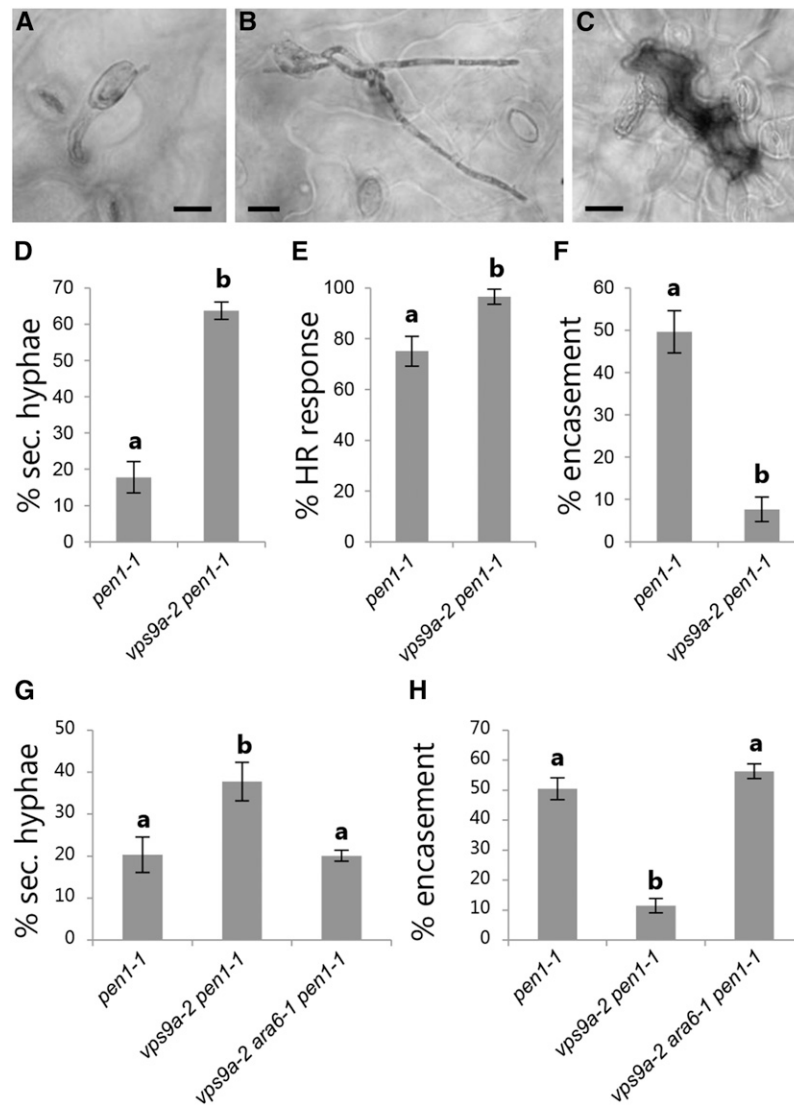 A B C
D E F
% sec. hyphae
70
60
50
40
30
20
10
0
a
b
pen1-1
vps9a-2 pen1-1
% HR response
100
80
60
40
20
0
a
b
pen1-1
vps9a-2 pen1-1
% encasement
60
50
40
30
20
10
0
a
b
pen1-1
vps9a-2 pen1-1
G H
% sec. hyphae
50
40
30
20
10
0
a
b
a
pen1-1
vps9a-2 pen1-1
vps9a-2 ara6-1 pen1-1
% encasement
70
60
50
40
30
20
10
0
a
b
a
pen1-1
vps9a-2 pen1-1
vps9a-2 ara6-1 pen1-1